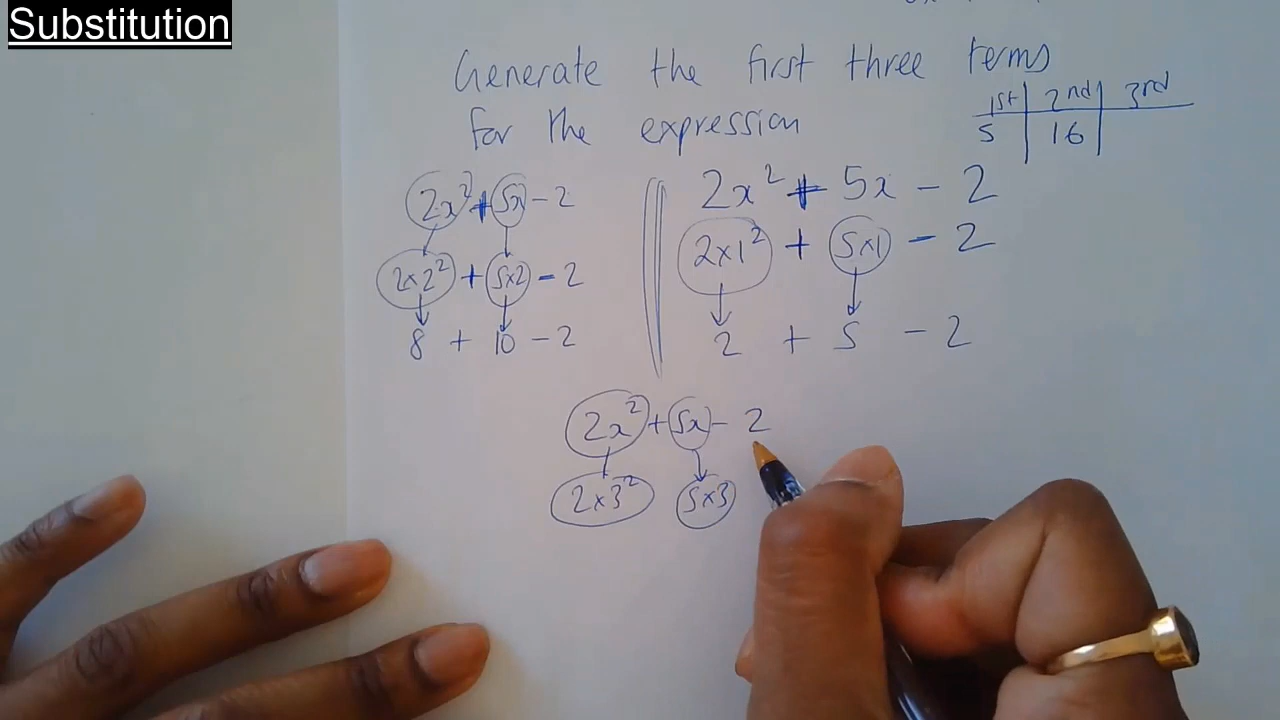 Substitution
Generate the first three terms
for the expression
1st 2nd 3rd
5 16
2x² + 5x - 2
2x2² + 5x2 - 2
8 + 10 - 2
2x² + 5x - 2
2x1² + 5x1 - 2
2 + 5 - 2
2x² + 5x - 2
2x3² 5x3